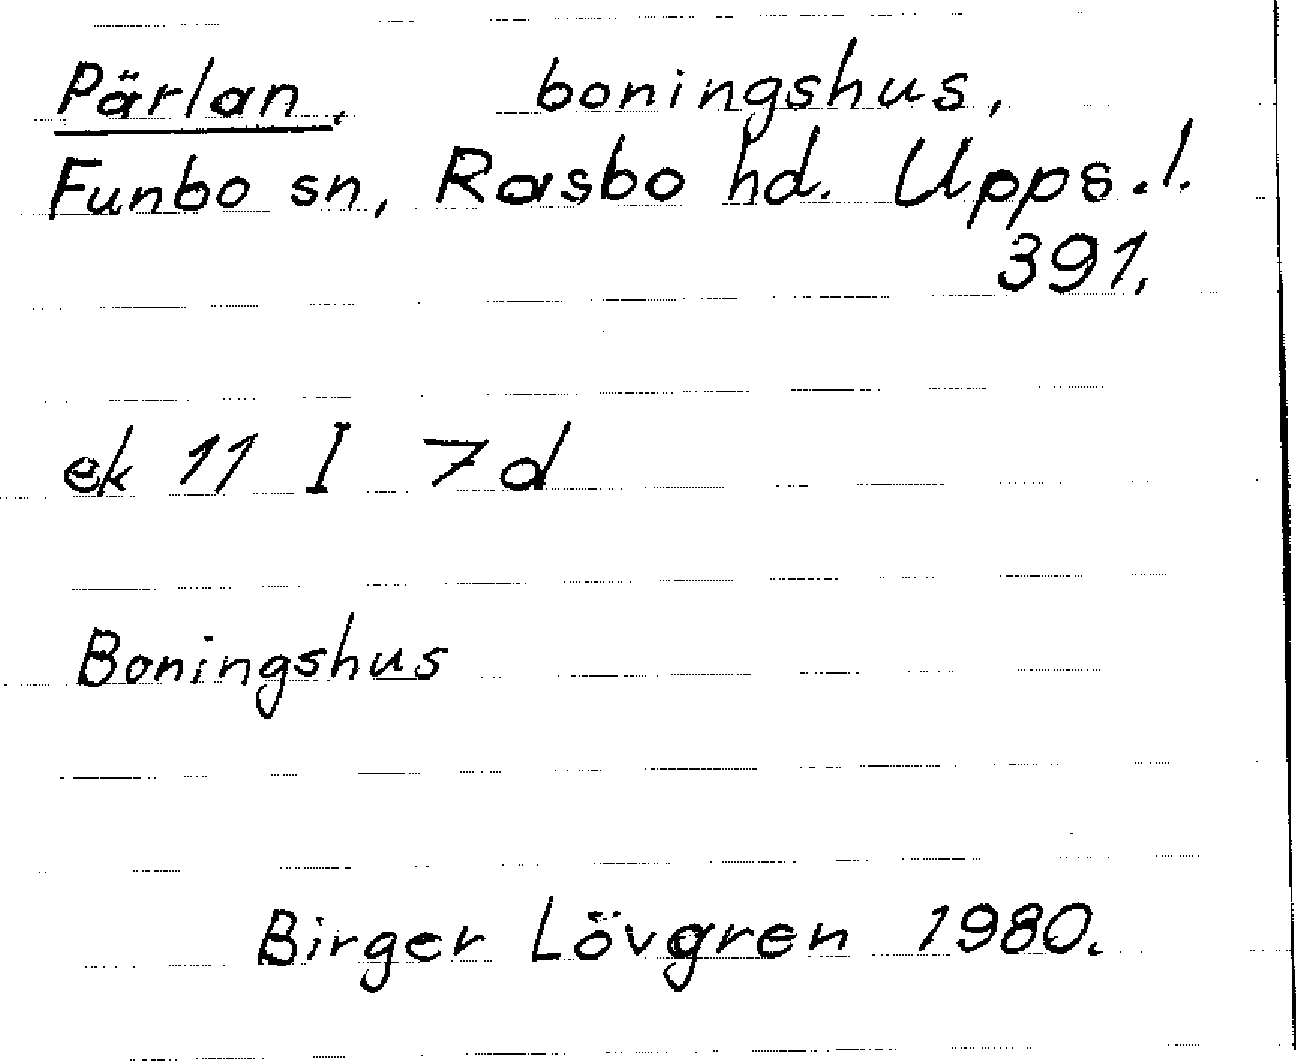 Pärlan, boningshus,
Funbo sn, Rasbo hd. Upps.l.
391.
ek 11 I 7d
Boningshus
Birger Lövgren 1980.